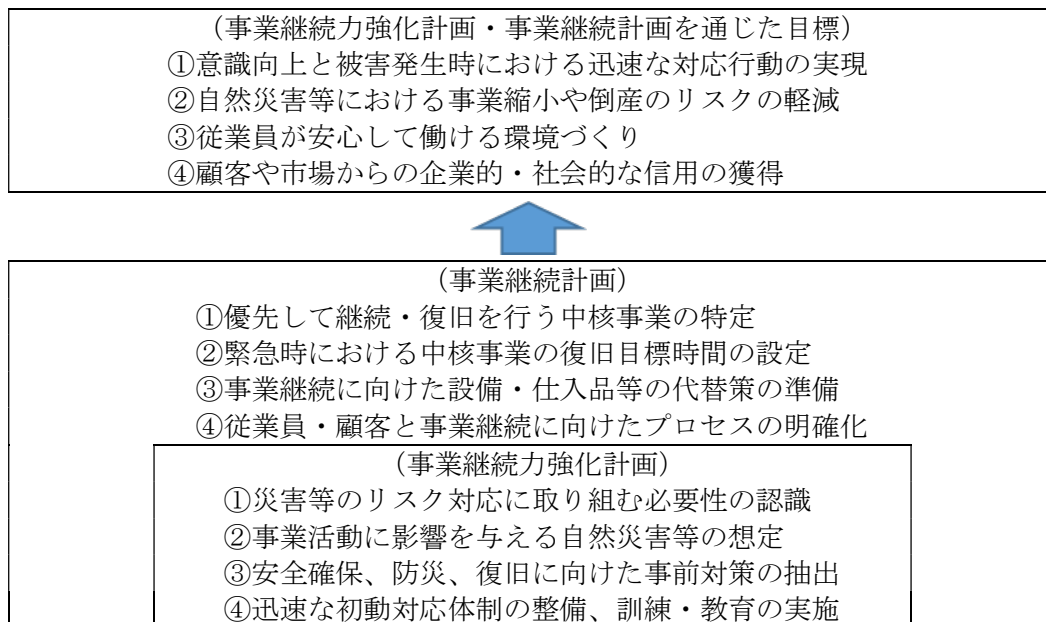 （事業継続力強化計画・事業継続計画を通じた目標）
①意識向上と被害発生時における迅速な対応行動の実現
②自然災害等における事業縮小や倒産のリスクの軽減
③従業員が安心して働ける環境づくり
④顧客や市場からの企業的・社会的な信用の獲得
（事業継続計画）
①優先して継続・復旧を行う中核事業の特定
②緊急時における中核事業の復旧目標時間の設定
③事業継続に向けた設備・仕入品等の代替策の準備
④従業員・顧客と事業継続に向けたプロセスの明確化
（事業継続力強化計画）
①災害等のリスク対応に取り組む必要性の認識
②事業活動に影響を与える自然災害等の想定
③安全確保、防災、復旧に向けた事前対策の抽出
④迅速な初動対応体制の整備、訓練・教育の実施